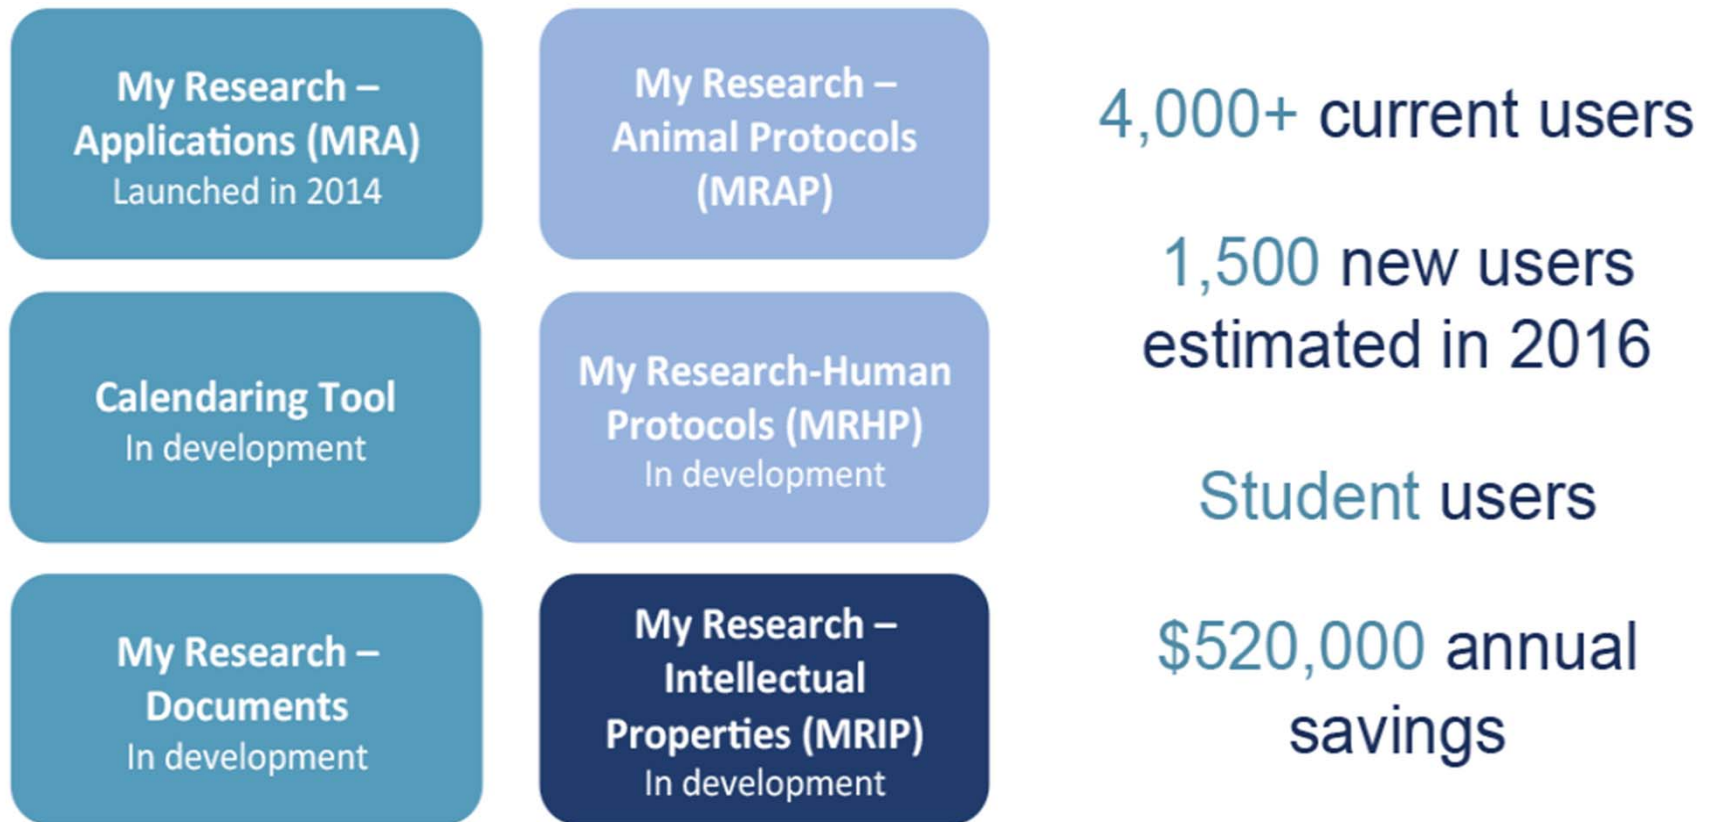 My Research –
Applications (MRA)
Launched in 2014
My Research –
Animal Protocols
(MRAP)
4,000+ current users
Calendaring Tool
In development
My Research-Human
Protocols (MRHP)
In development
1,500 new users
estimated in 2016
Student users
My Research –
Documents
In development
My Research –
Intellectual
Properties (MRIP)
In development
$520,000 annual
savings